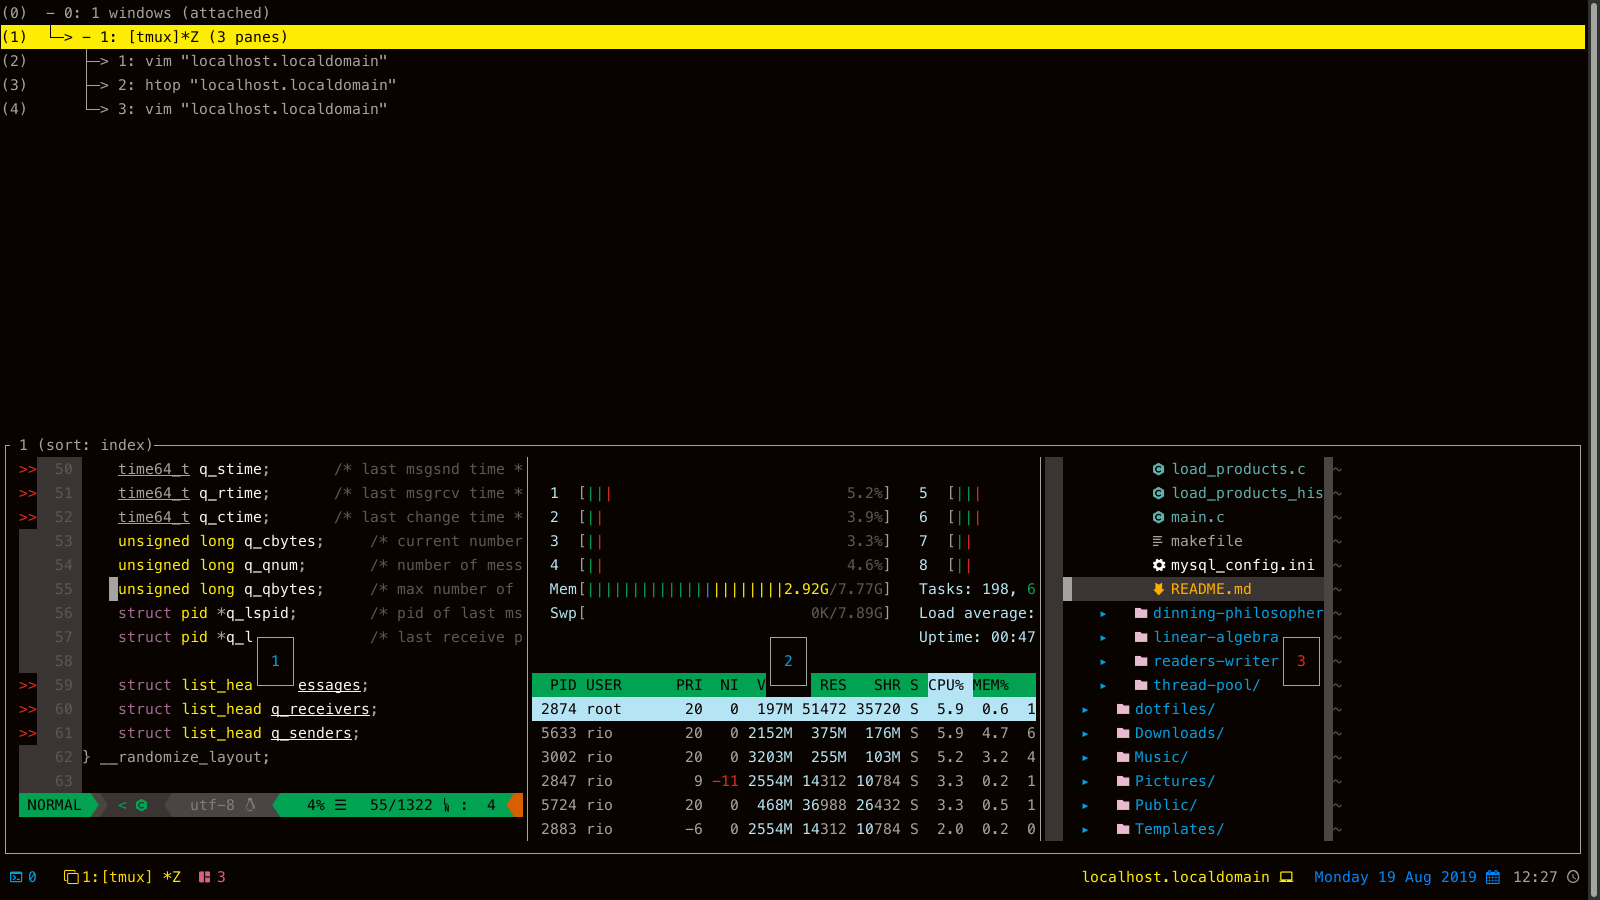 (0)  − 0: 1 windows (attached)
(1)  └─> − 1: [tmux]*Z (3 panes)
(2)      ├─> 1: vim "localhost.localdomain"
(3)      ├─> 2: htop "localhost.localdomain"
(4)      └─> 3: vim "localhost.localdomain"
1 (sort: index)
>> 50 time64_t q_stime; /* last msgsnd time *
>> 51 time64_t q_rtime; /* last msgrcv time *
>> 52 time64_t q_ctime; /* last change time *
53 unsigned long q_cbytes; /* current number
54 unsigned long q_qnum; /* number of mess
55 unsigned long q_qbytes; /* max number of
56 struct pid *q_lspid; /* pid of last ms
57 struct pid *q_l /* last receive p
58
1
>> 59 struct list_hea essages;
>> 60 struct list_head q_receivers;
>> 61 struct list_head q_senders;
62 } __randomize_layout;
63
NORMAL < utf-8 4% ☰ 55/1322 : 4
1 [||| 5.2%] 5 [|||
2 [|| 3.9%] 6 [|||
3 [|| 3.3%] 7 [||
4 [|| 4.6%] 8 [||
Mem[||||||||||||||||||||||2.92G/7.77G] Tasks: 198, 6
Swp[ 0K/7.89G] Load average:
Uptime: 00:47
2
PID USER PRI NI V RES SHR S CPU% MEM%
2874 root 20 0 197M 51472 35720 S 5.9 0.6 1
5633 rio 20 0 2152M 375M 176M S 5.9 4.7 6
3002 rio 20 0 3203M 255M 103M S 5.2 3.2 4
2847 rio 9 −11 2554M 14312 10784 S 3.3 0.2 1
5724 rio 20 0 468M 36988 26432 S 3.3 0.5 1
2883 rio −6 0 2554M 14312 10784 S 2.0 0.2 0
load_products.c ~
load_products_his ~
main.c ~
makefile ~
mysql_config.ini ~
README.md ~
▸ dinning-philosopher ~
▸ linear-algebra ~
▸ readers-writer ~
3
▸ thread-pool/ ~
▸ dotfiles/ ~
▸ Downloads/ ~
▸ Music/ ~
▸ Pictures/ ~
▸ Public/ ~
▸ Templates/ ~
0 1:[tmux] *Z 3 localhost.localdomain Monday 19 Aug 2019 12:27